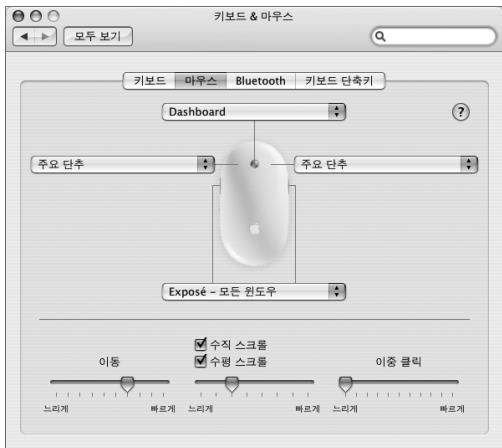 키보드 & 마우스
모두 보기
키보드 마우스 Bluetooth 키보드 단축키
Dashboard ?
주요 단추 주요 단추
Exposé – 모든 윈도우
수직 스크롤
이동 수평 스크롤 이중 클릭
느리게 빠르게 느리게 빠르게 느리게 빠르게